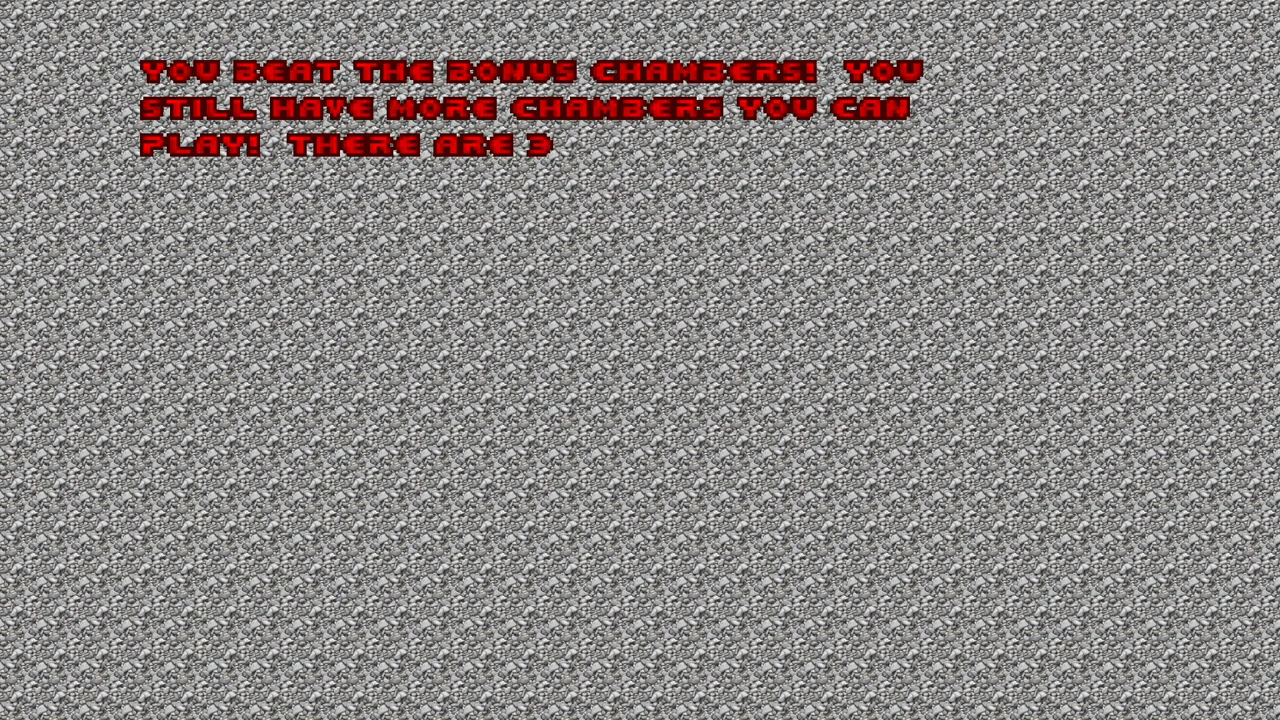 YOU BEAT THE BONUS CHAMBERS!  YOU
STILL HAVE MORE CHAMBERS YOU CAN
PLAY!  THERE ARE 3